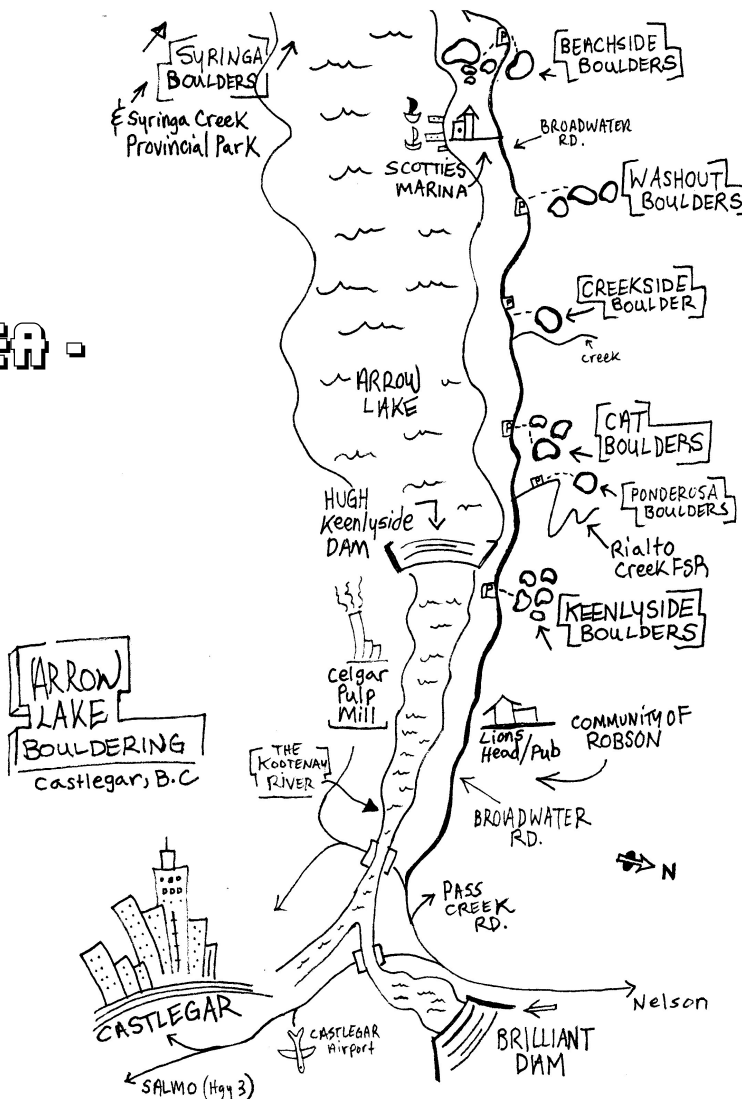 SYRINGA
BOULDERS
& Syringa Creek
Provincial Park
BEACHSIDE
BOULDERS
P
BROADWATER
RD.
SCOTTIES
MARINA
WASHOUT
BOULDERS
P
CREEKSIDE
BOULDER
P
creek
EA.
ARROW
LAKE
CAT
BOULDERS
P
PONDEROSA
BOULDERS
P
Rialto
Creek FSR
HUGH
Keenlyside
DAM
P
KEENLYSIDE
BOULDERS
Celgar
Pulp
Mill
ARROW
LAKE
BOULDERING
Castlegar, B.C
THE
KOOTENAY
RIVER
Lions
Head/Pub
COMMUNITY OF
ROBSON
BROADWATER
RD.
N
PASS
CREEK
RD.
Nelson
CASTLEGAR
CASTLEGAR
Airport
BRILLIANT
DAM
SALMO (Hgy 3)